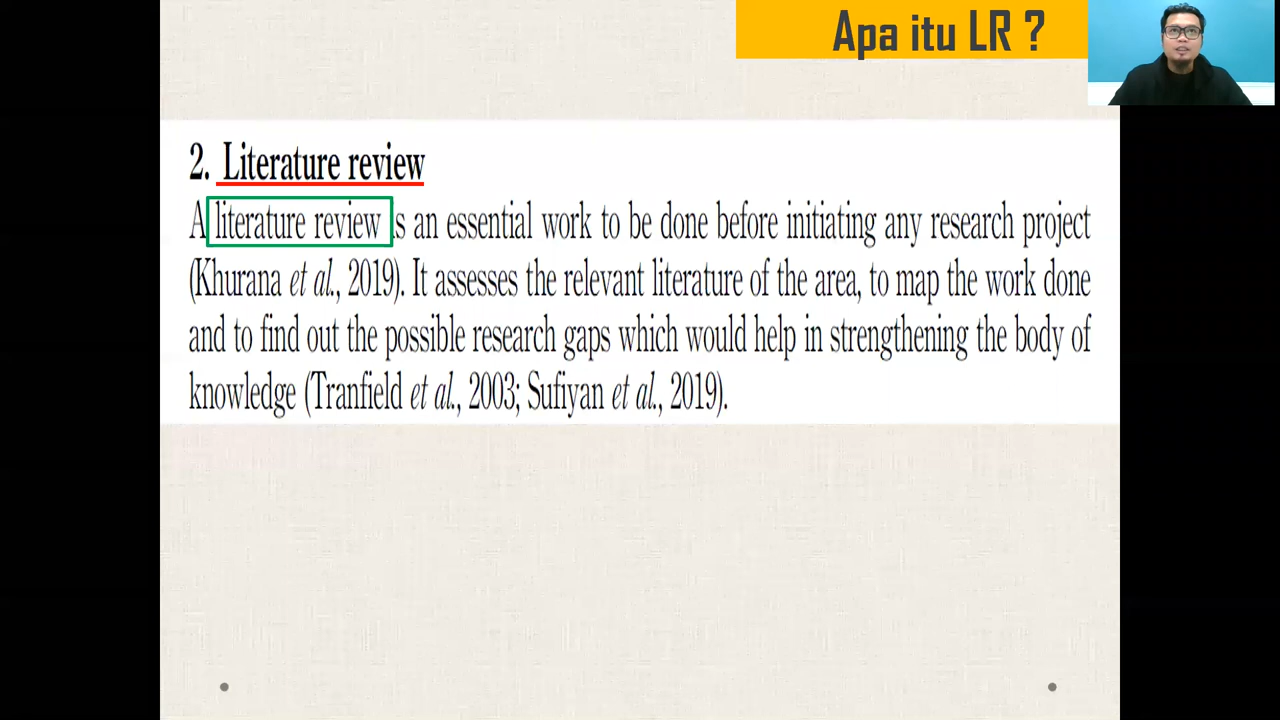 Apa itu LR ?
2. Literature review
A literature review is an essential work to be done before initiating any research project
(Khurana et al., 2019). It assesses the relevant literature of the area, to map the work done
and to find out the possible research gaps which would help in strengthening the body of
knowledge (Tranfield et al., 2003; Sufiyan et al., 2019).